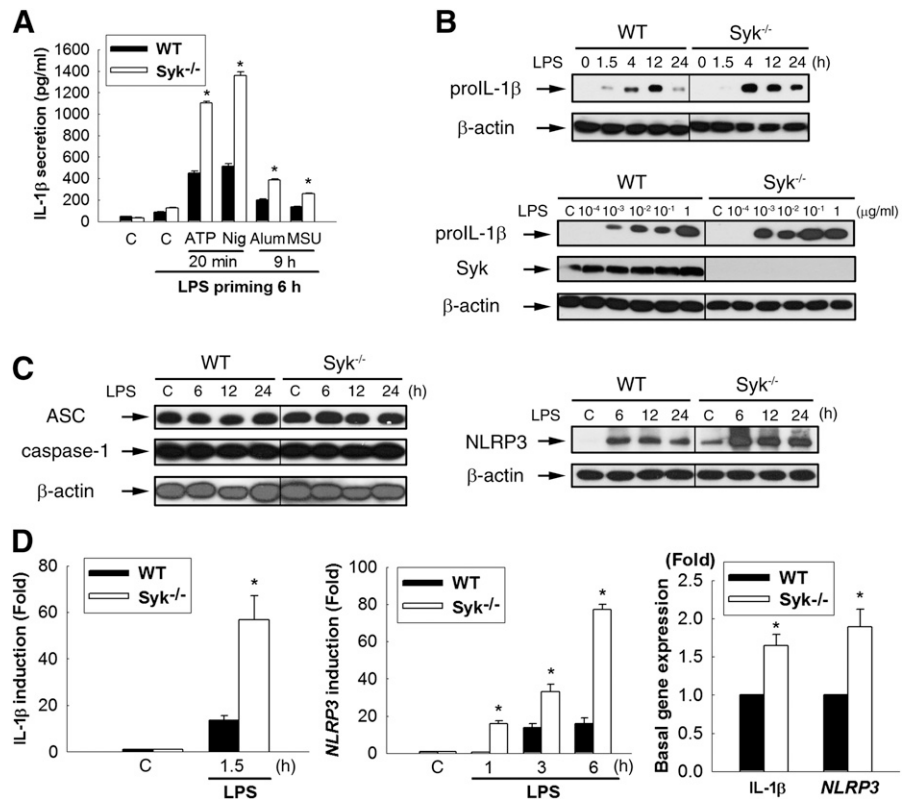 A
IL-1β secretion (pg/ml)
1600
1400
1200
1000
800
600
400
200
0
WT
Syk-/-
* * * *
C C ATP Nig Alum MSU
20 min 9 h
LPS priming 6 h
B
WT Syk-/-
LPS 0 1.5 4 12 24 0 1.5 4 12 24 (h)
proIL-1β
β-actin
WT Syk-/-
LPS C 10-4 10-3 10-2 10-1 1 C 10-4 10-3 10-2 10-1 1 (μg/ml)
proIL-1β
Syk
β-actin
C
WT Syk-/-
LPS C 6 12 24 C 6 12 24 (h)
ASC
caspase-1
β-actin
WT Syk-/-
LPS C 6 12 24 C 6 12 24 (h)
NLRP3
β-actin
D
IL-1β induction (Fold)
80
60
40
20
0
WT
Syk-/-
*
C 1.5 (h)
LPS
NLRP3 induction (Fold)
100
80
60
40
20
0
WT
Syk-/-
* * *
C 1 3 6 (h)
LPS
(Fold)
Basal gene expression
2.5
2.0
1.5
1.0
0.5
0.0
WT
Syk-/-
* *
IL-1β NLRP3